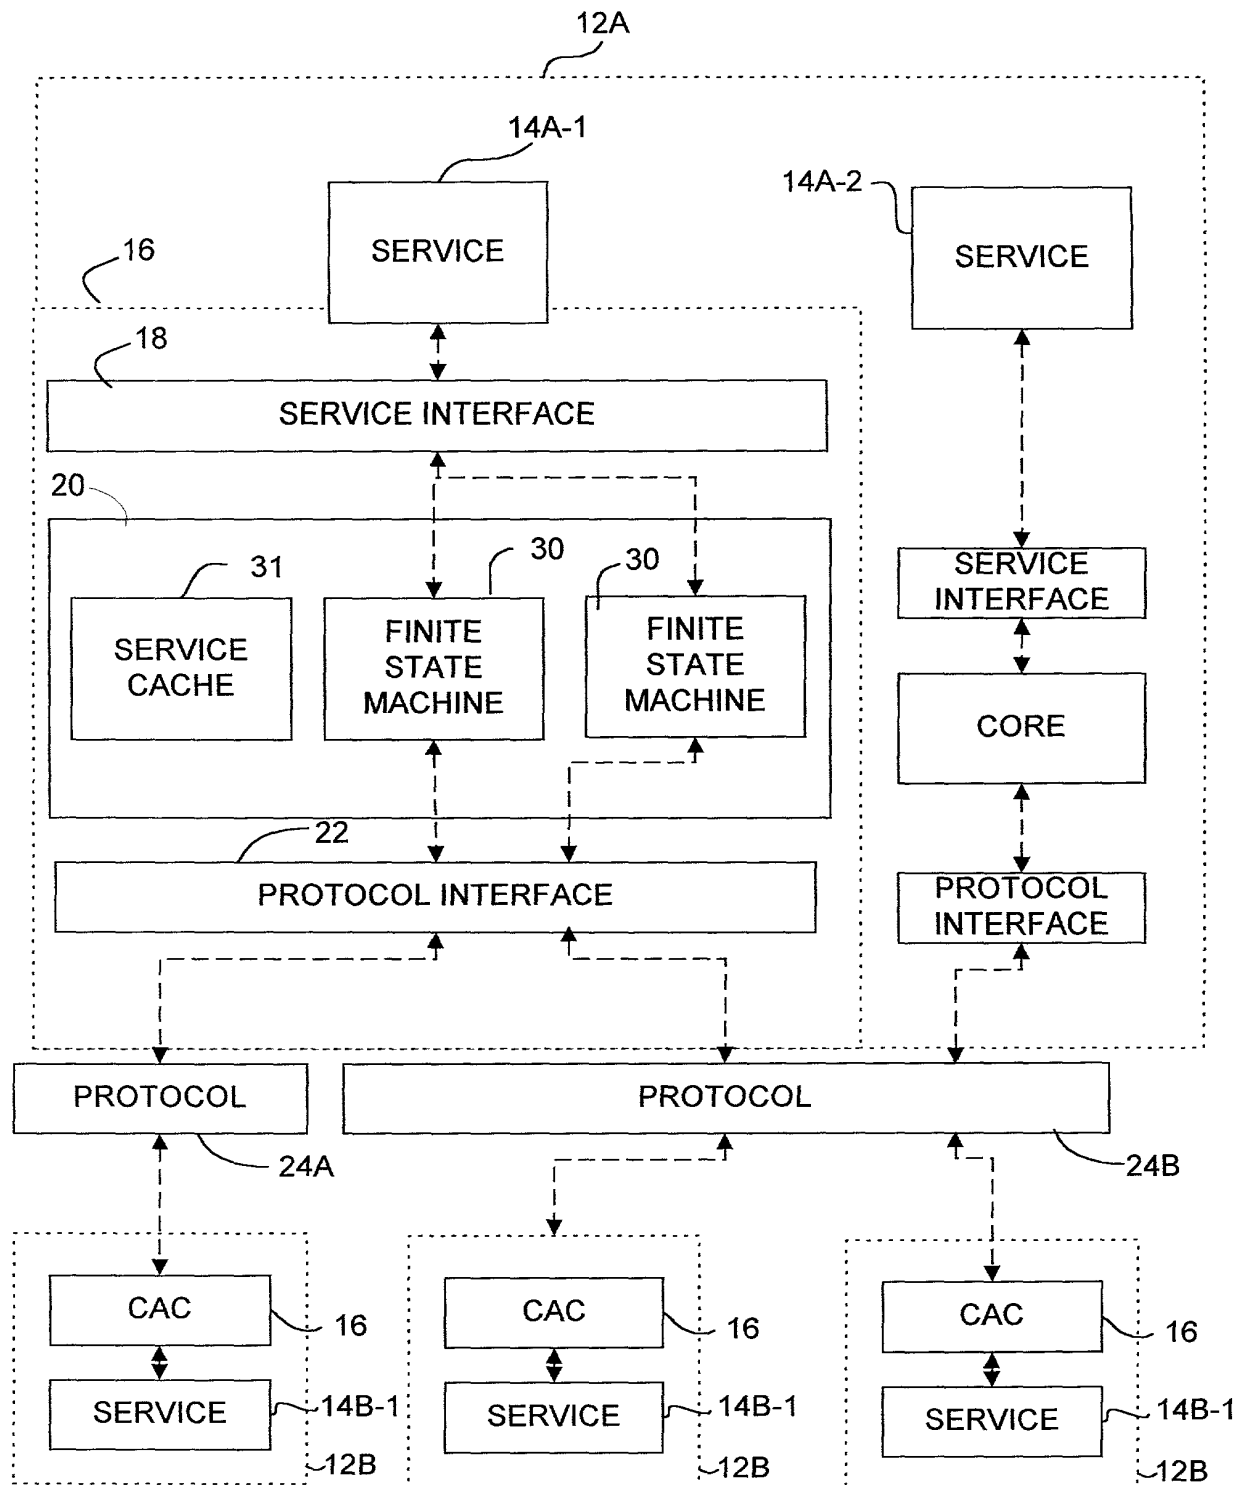 12A
14A-1
14A-2
SERVICE
SERVICE
16
18
SERVICE INTERFACE
20
31
30
30
SERVICE
CACHE
FINITE
STATE
MACHINE
FINITE
STATE
MACHINE
SERVICE
INTERFACE
CORE
22
PROTOCOL INTERFACE
PROTOCOL
INTERFACE
PROTOCOL
PROTOCOL
24A
24B
CAC
16
SERVICE
14B-1
12B
CAC
16
SERVICE
14B-1
12B
CAC
16
SERVICE
14B-1
12B